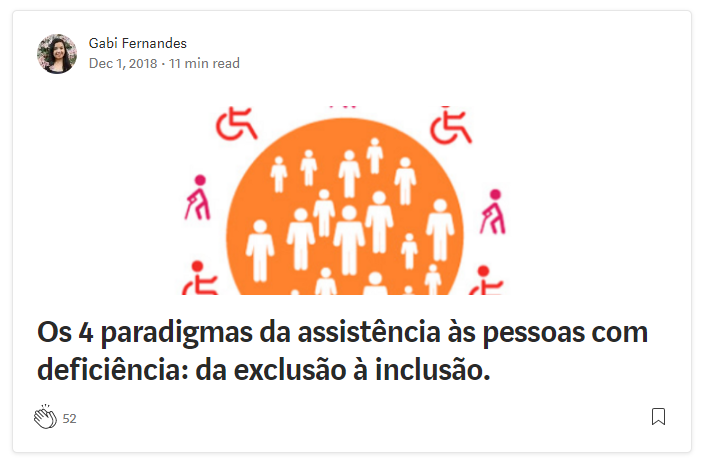 Gabi Fernandes
Dec 1, 2018 · 11 min read
Os 4 paradigmas da assistência às pessoas com
deficiência: da exclusão à inclusão.
52